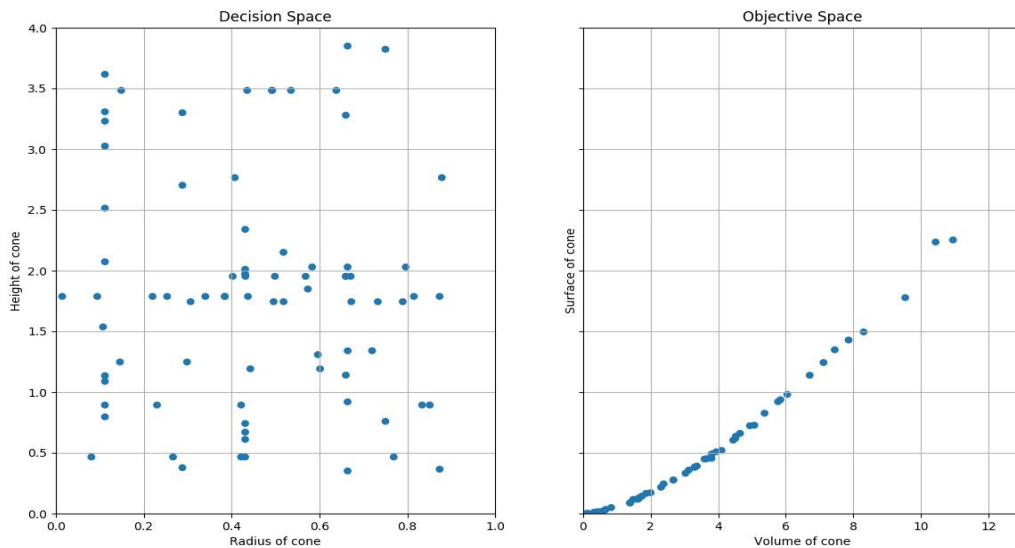 Decision Space
Height of cone
4.0
3.5
3.0
2.5
2.0
1.5
1.0
0.5
0.0
0.0 0.2 0.4 0.6 0.8 1.0
Radius of cone
Objective Space
Surface of cone
0 2 4 6 8 10 12
Volume of cone